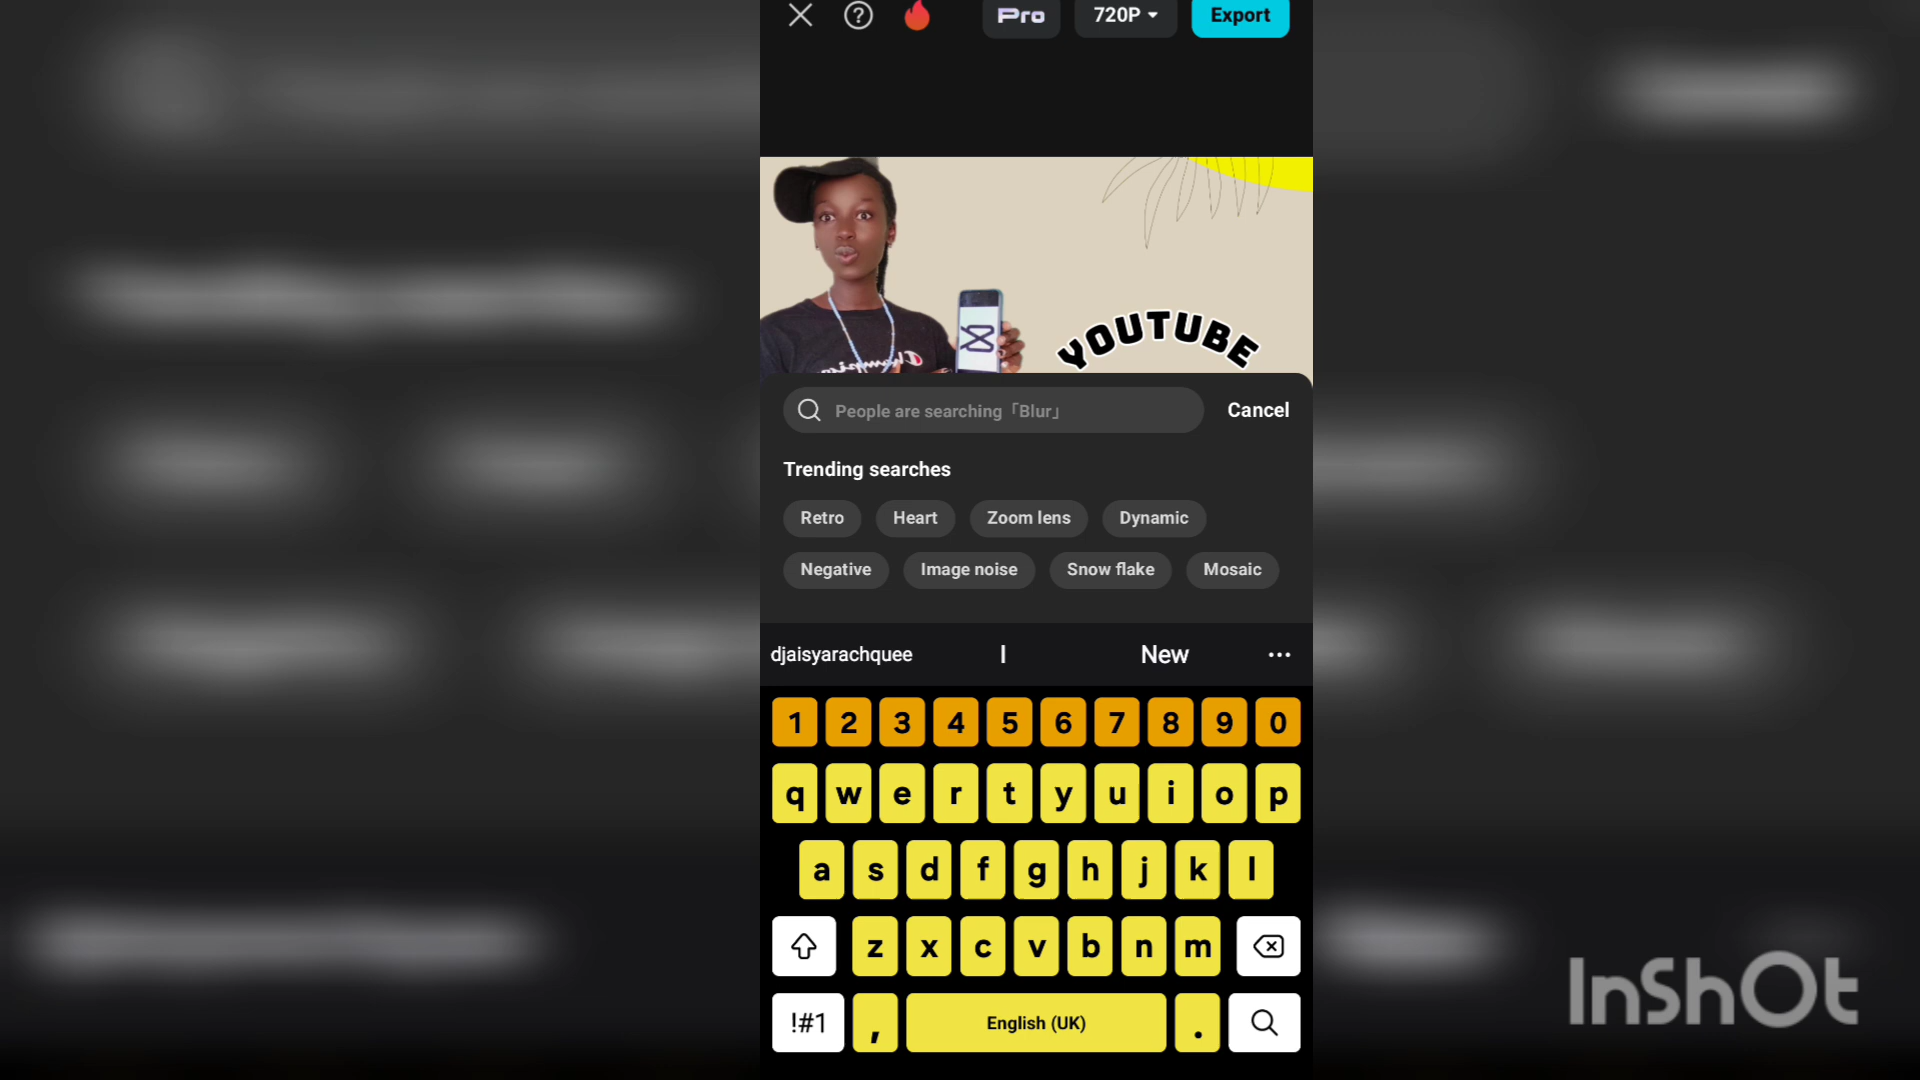 Pro 720P Export
YOUTUBE
Champion
People are searching「Blur」 Cancel
Trending searches
Retro Heart Zoom lens Dynamic
Negative Image noise Snow flake Mosaic
djaisyarachquee I New ...
1 2 3 4 5 6 7 8 9 0
q w e r t y u i o p
a s d f g h j k l
z x c v b n m
!#1 , English (UK) .
InShOt